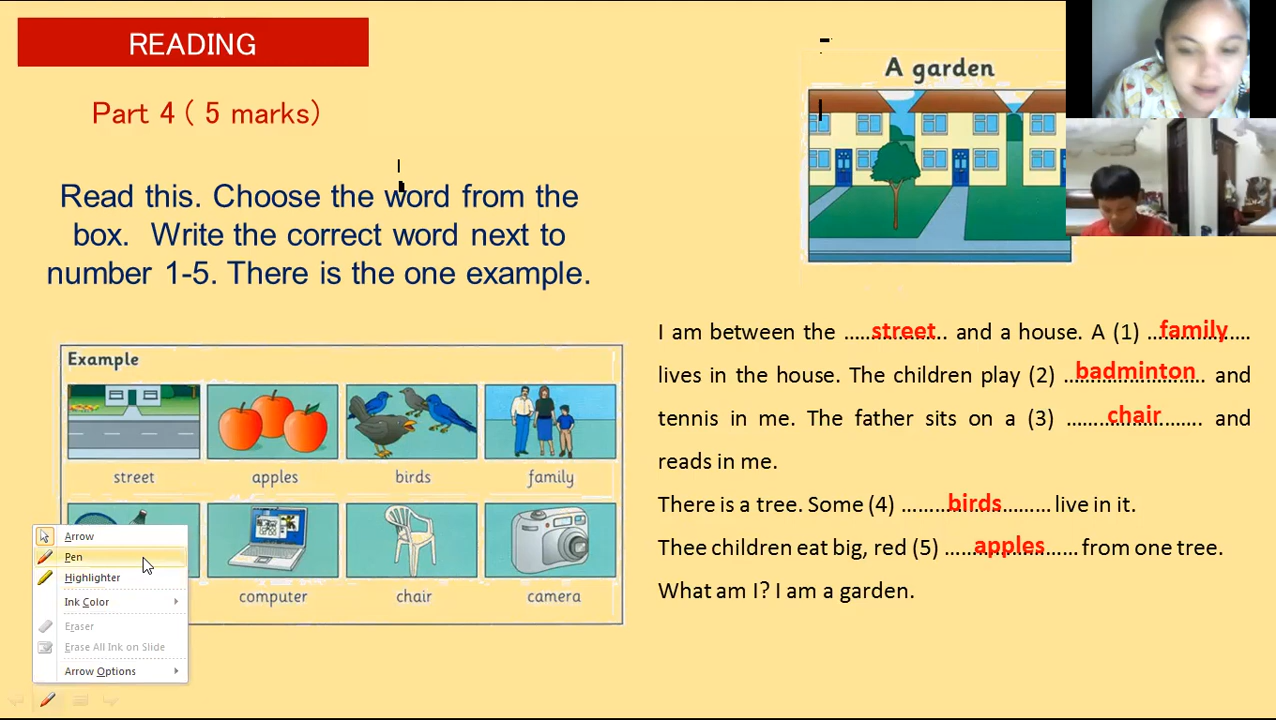 READING
Part 4 ( 5 marks)
Read this. Choose the word from the
box. Write the correct word next to
number 1-5. There is the one example.
Example
street apples birds family
computer chair camera
Arrow
Pen
Highlighter
Ink Color
Eraser
Erase All Ink on Slide
Arrow Options
A garden
I am between the .....street.. and a house. A (1) ...family....
lives in the house. The children play (2) ...badminton... and
tennis in me. The father sits on a (3) ......chair....... and
reads in me.
There is a tree. Some (4) .........birds......... live in it.
Thee children eat big, red (5) ......apples...... from one tree.
What am I? I am a garden.